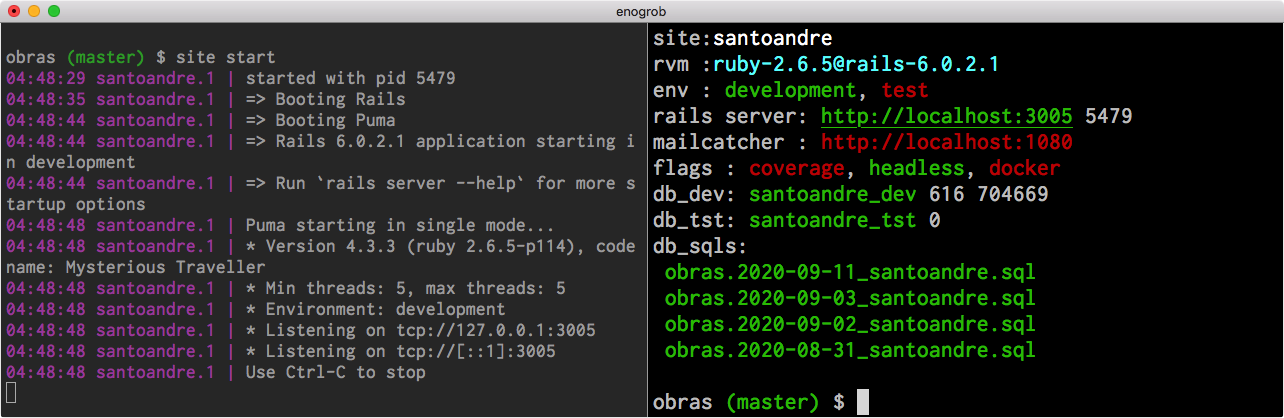 enogrob
obras (master) $ site start
04:48:29 santoandre.1 | started with pid 5479
04:48:35 santoandre.1 | => Booting Rails
04:48:44 santoandre.1 | => Booting Puma
04:48:44 santoandre.1 | => Rails 6.0.2.1 application starting i
n development
04:48:44 santoandre.1 | => Run `rails server --help` for more s
tartup options
04:48:48 santoandre.1 | Puma starting in single mode...
04:48:48 santoandre.1 | * Version 4.3.3 (ruby 2.6.5-p114), code
name: Mysterious Traveller
04:48:48 santoandre.1 | * Min threads: 5, max threads: 5
04:48:48 santoandre.1 | * Environment: development
04:48:48 santoandre.1 | * Listening on tcp://127.0.0.1:3005
04:48:48 santoandre.1 | * Listening on tcp://[::1]:3005
04:48:48 santoandre.1 | Use Ctrl-C to stop
site:santoandre
rvm :ruby-2.6.5@rails-6.0.2.1
env : development, test
rails server: http://localhost:3005 5479
mailcatcher : http://localhost:1080
flags : coverage, headless, docker
db_dev: santoandre_dev 616 704669
db_tst: santoandre_tst 0
db_sqls:
obras.2020-09-11_santoandre.sql
obras.2020-09-03_santoandre.sql
obras.2020-09-02_santoandre.sql
obras.2020-08-31_santoandre.sql
obras (master) $